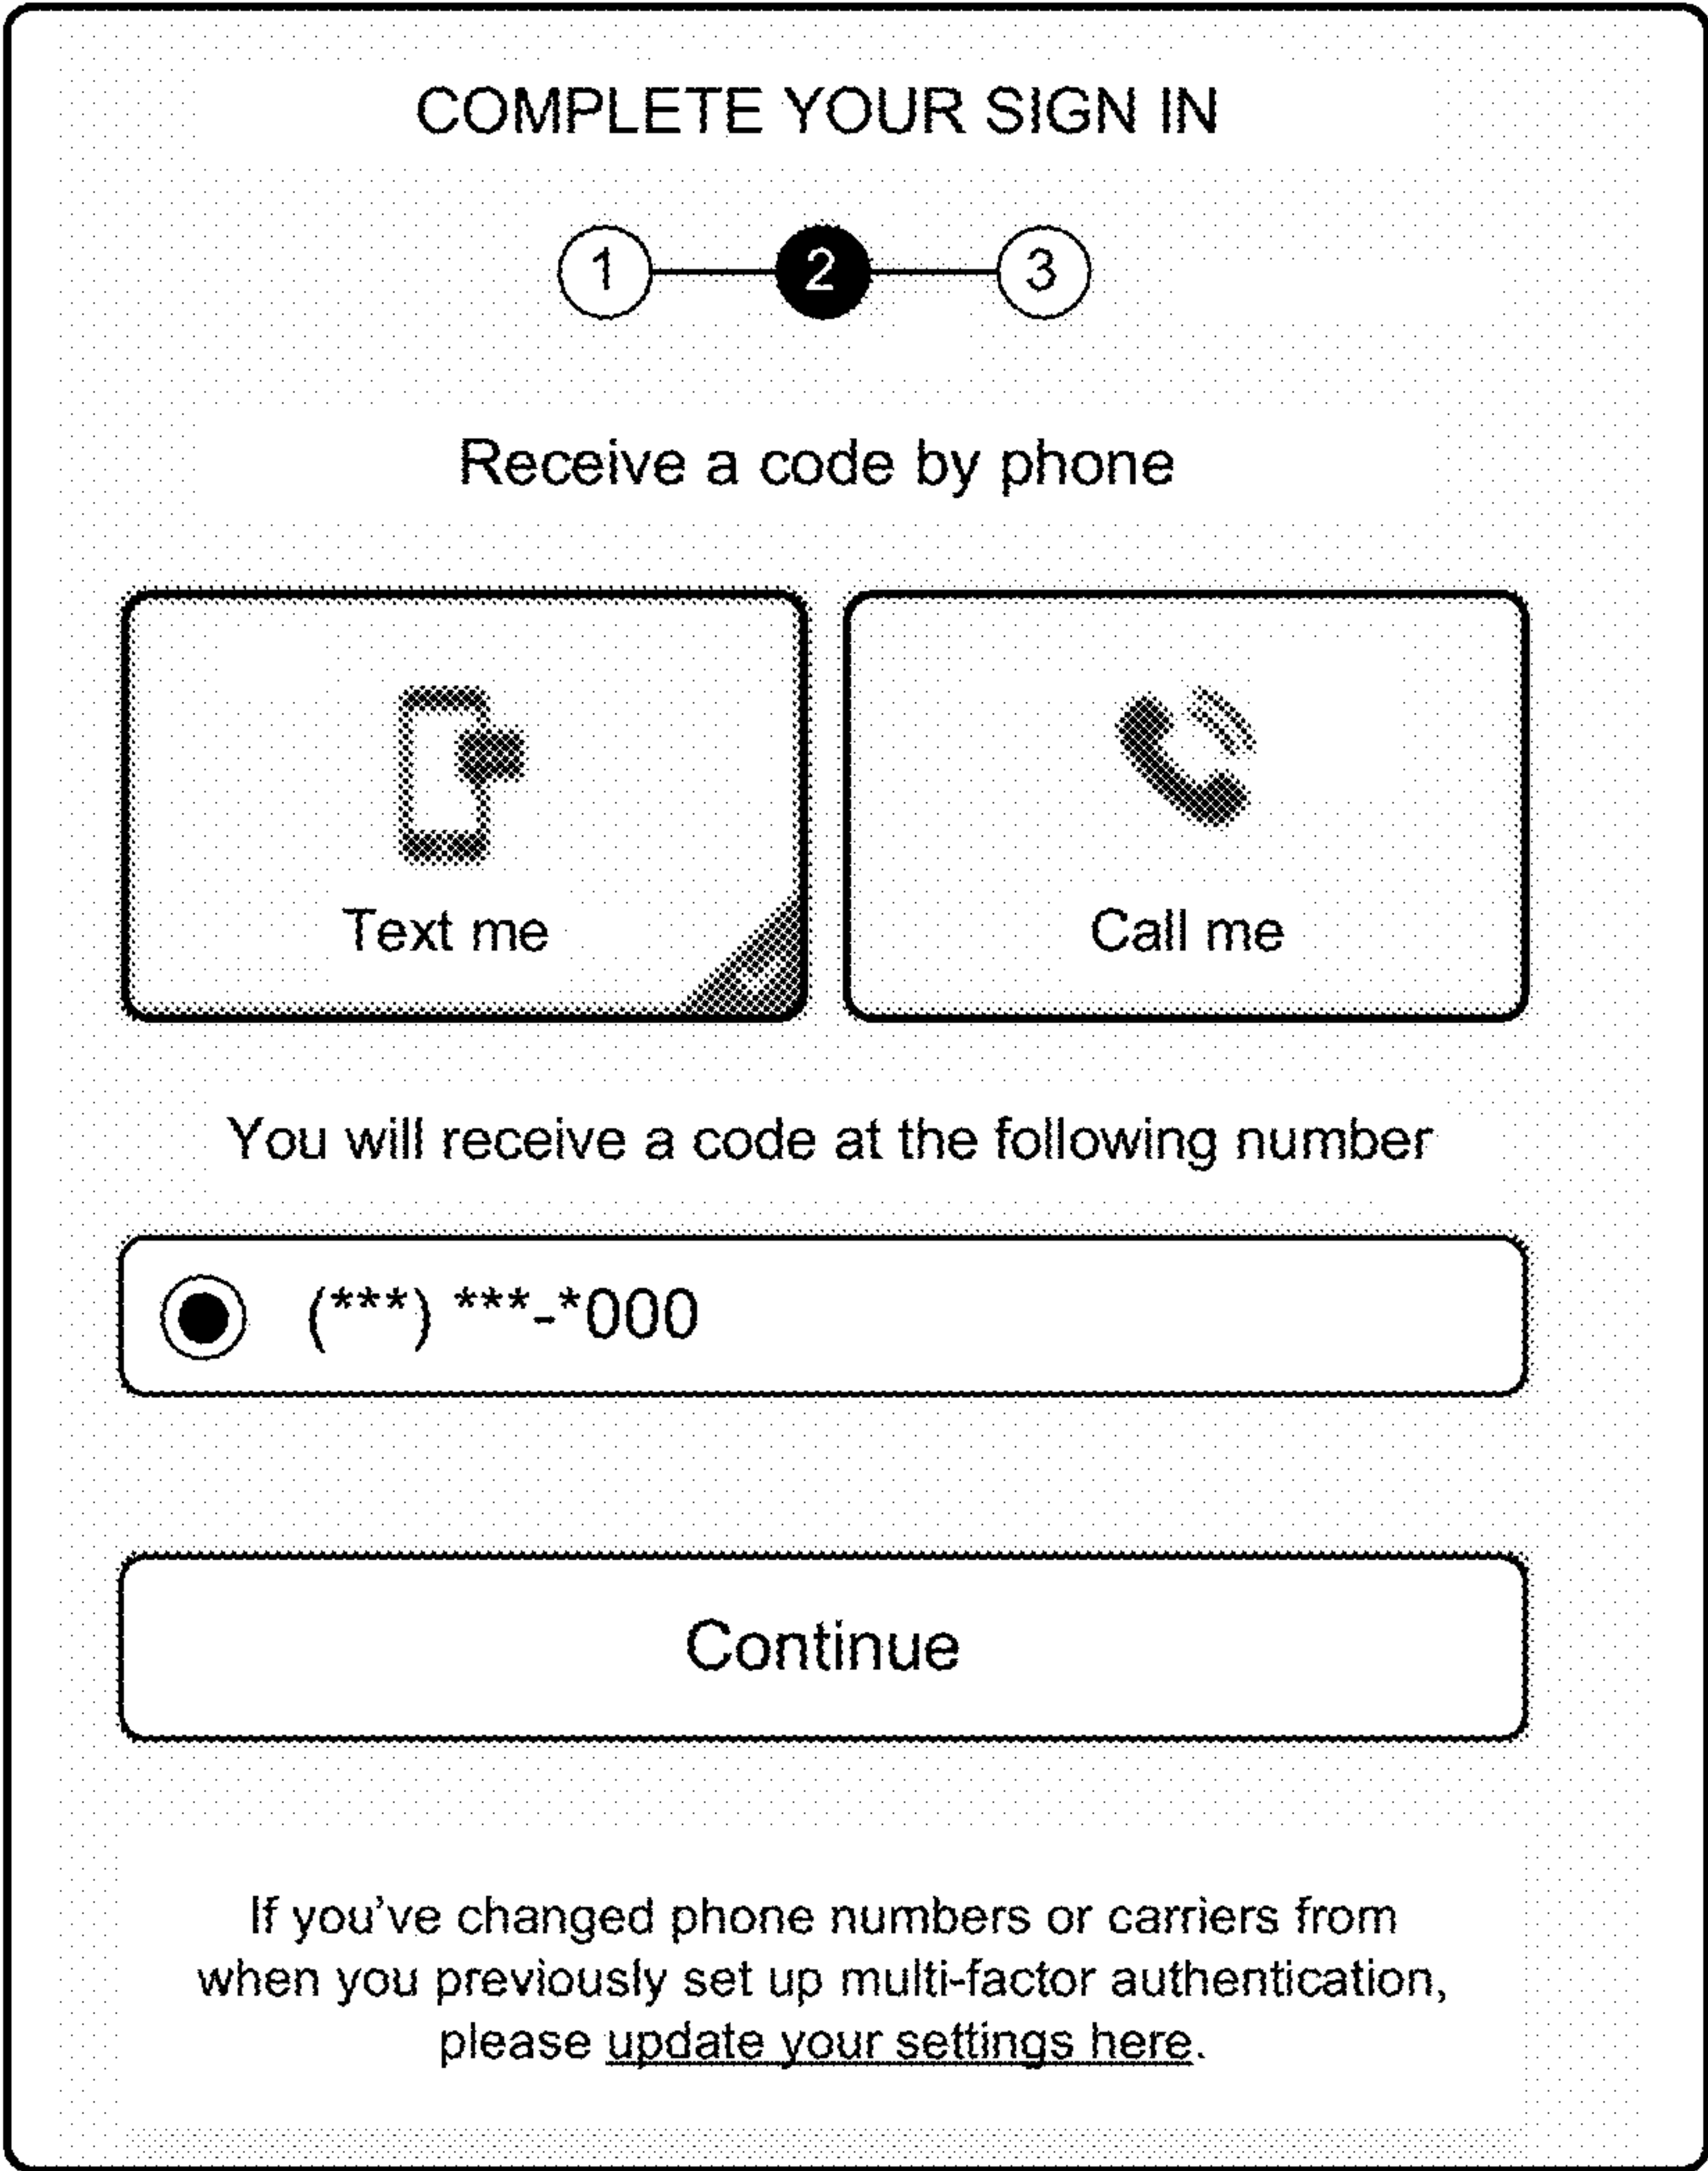 COMPLETE YOUR SIGN IN
1 2 3
Receive a code by phone
Text me
Call me
You will receive a code at the following number
(***) ***-*000
Continue
If you've changed phone numbers or carriers from
when you previously set up multi-factor authentication,
please update your settings here.